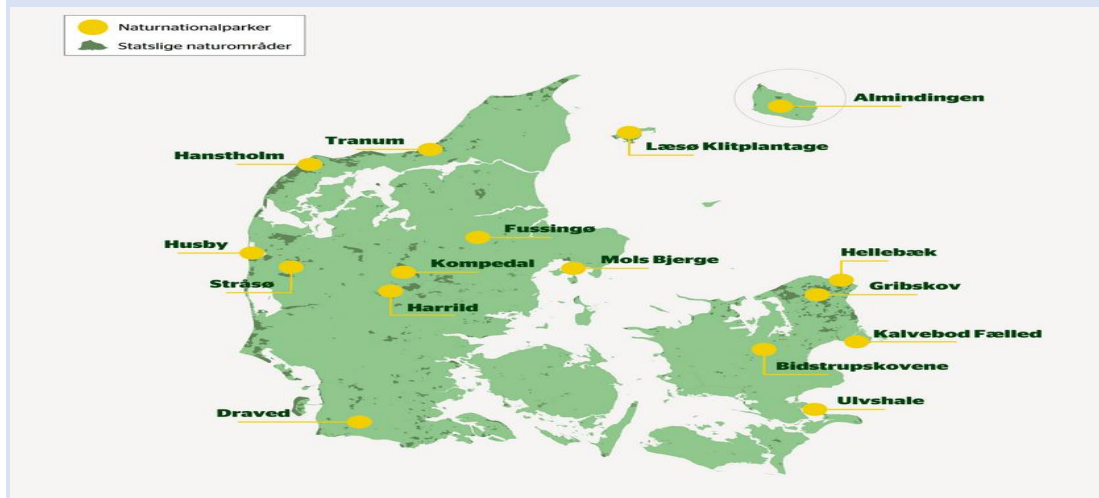 Naturnationalparker
Statslige naturområder
Almindingen
Tranum
Læsø Klitplantage
Hanstholm
Fussingø
Husby
Hellebæk
Mols Bjerge
Kompedal
Stråsø
Gribskov
Harrild
Kalvebod Fælled
Bidstrupskovene
Ulvshale
Draved